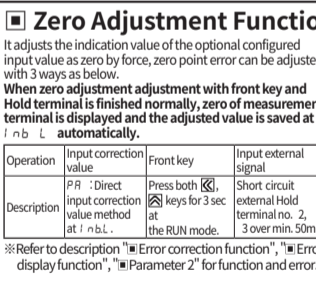 ▣ Zero Adjustment Functio
It adjusts the indication value of the optional configured
input value as zero by force, zero point error can be adjuste
with 3 ways as below.
When zero adjustment adjustment with front key and
Hold terminal is finished normally, zero of measuremen
terminal is displayed and the adjusted value is saved at
Inb L automatically.
Operation Input correction value Front key Input external signal
Description PA : Direct input correction value method at Inb.L. Press both ⮜, ⮝ keys for 3 sec at the RUN mode. Short circuit external Hold terminal no. 2, 3 over min. 50m
※Refer to description "▣Error correction function", "▣Err
display function", "▣Parameter 2" for function and error